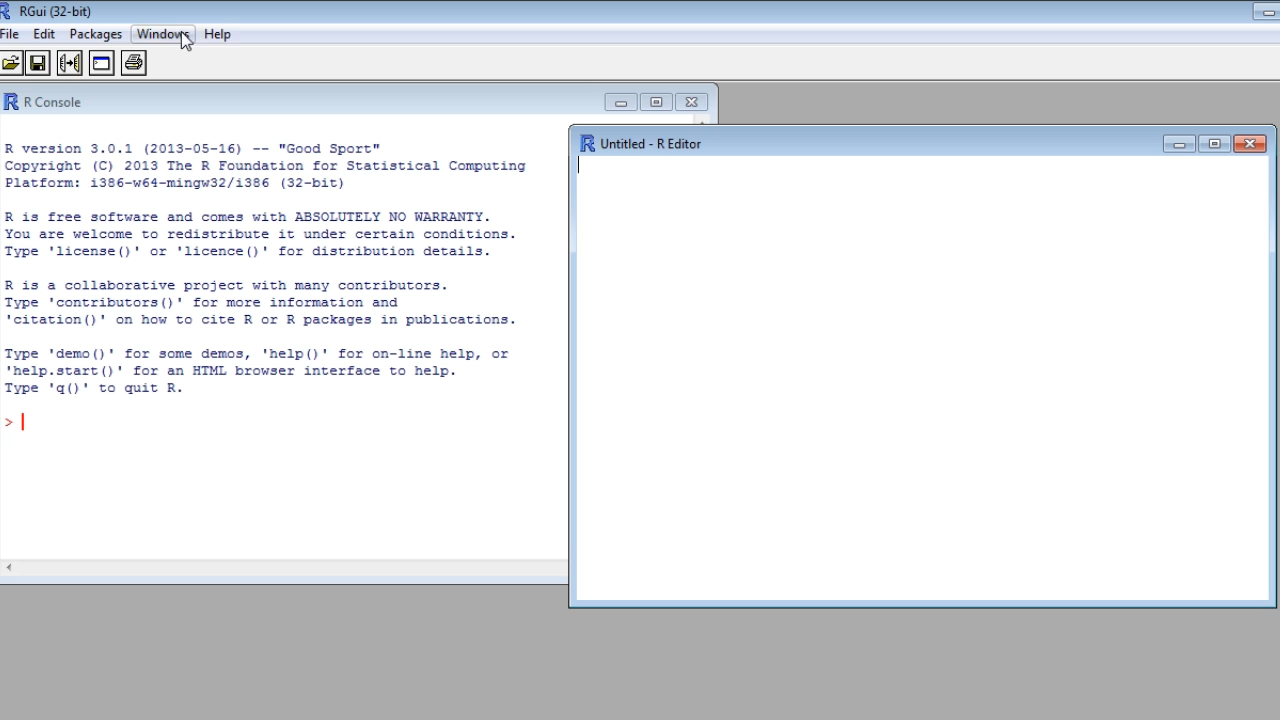 RGui (32-bit)
File Edit Packages Windows Help
R Console
R version 3.0.1 (2013-05-16) -- "Good Sport"
Copyright (C) 2013 The R Foundation for Statistical Computing
Platform: i386-w64-mingw32/i386 (32-bit)
R is free software and comes with ABSOLUTELY NO WARRANTY.
You are welcome to redistribute it under certain conditions.
Type 'license()' or 'licence()' for distribution details.
R is a collaborative project with many contributors.
Type 'contributors()' for more information and
'citation()' on how to cite R or R packages in publications.
Type 'demo()' for some demos, 'help()' for on-line help, or
'help.start()' for an HTML browser interface to help.
Type 'q()' to quit R.
>
Untitled - R Editor